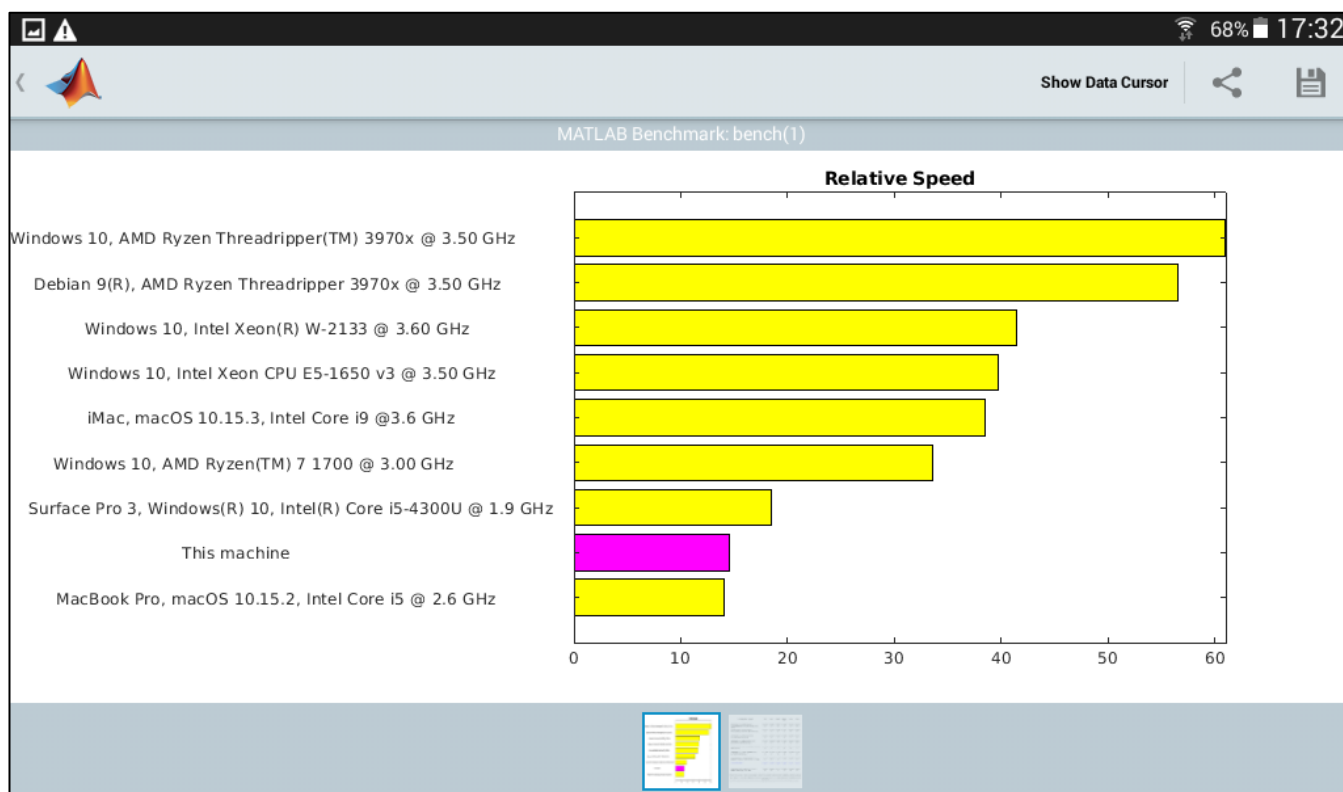 68% 17:32
Show Data Cursor
MATLAB Benchmark: bench(1)
Relative Speed
Windows 10, AMD Ryzen Threadripper(TM) 3970x @ 3.50 GHz
Debian 9(R), AMD Ryzen Threadripper 3970x @ 3.50 GHz
Windows 10, Intel Xeon(R) W-2133 @ 3.60 GHz
Windows 10, Intel Xeon CPU E5-1650 v3 @ 3.50 GHz
iMac, macOS 10.15.3, Intel Core i9 @3.6 GHz
Windows 10, AMD Ryzen(TM) 7 1700 @ 3.00 GHz
Surface Pro 3, Windows(R) 10, Intel(R) Core i5-4300U @ 1.9 GHz
This machine
MacBook Pro, macOS 10.15.2, Intel Core i5 @ 2.6 GHz
0 10 20 30 40 50 60